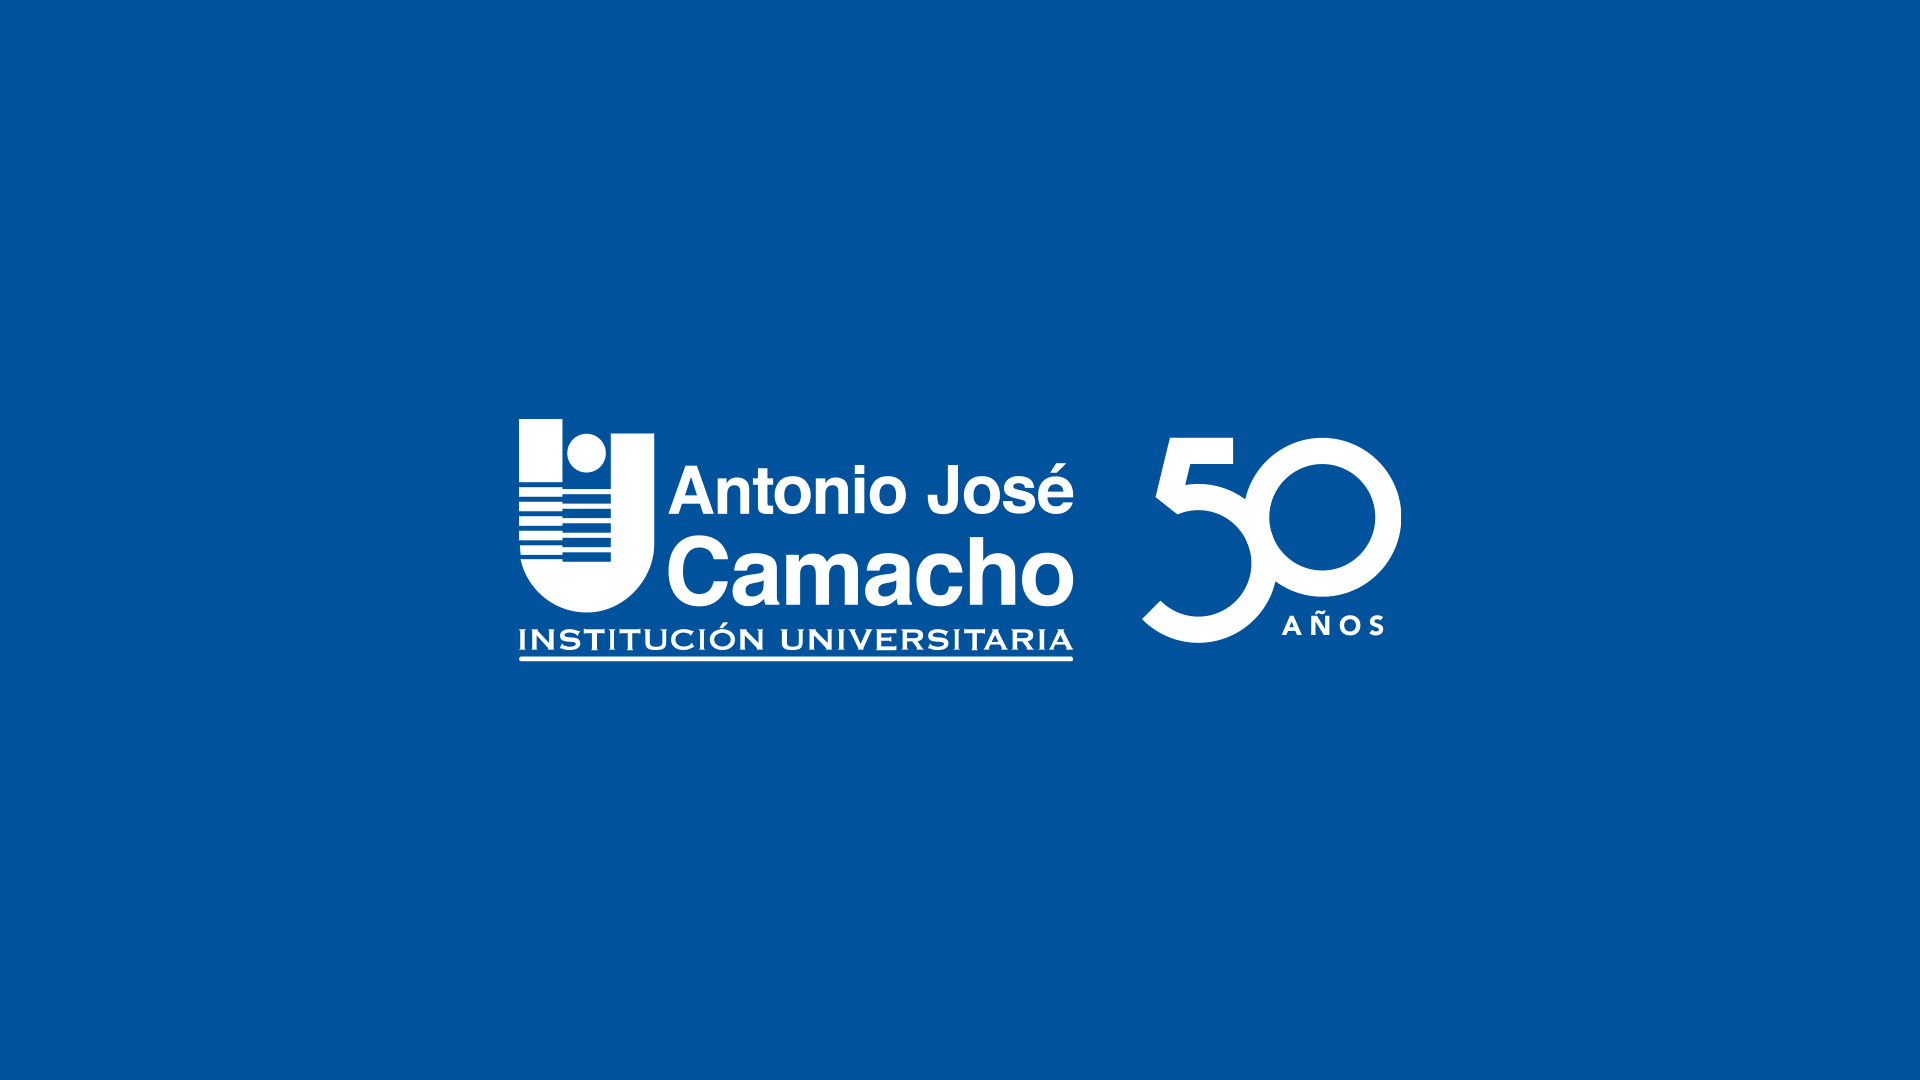 Antonio José
Camacho
INSTITUCIÓN UNIVERSITARIA
50
AÑOS